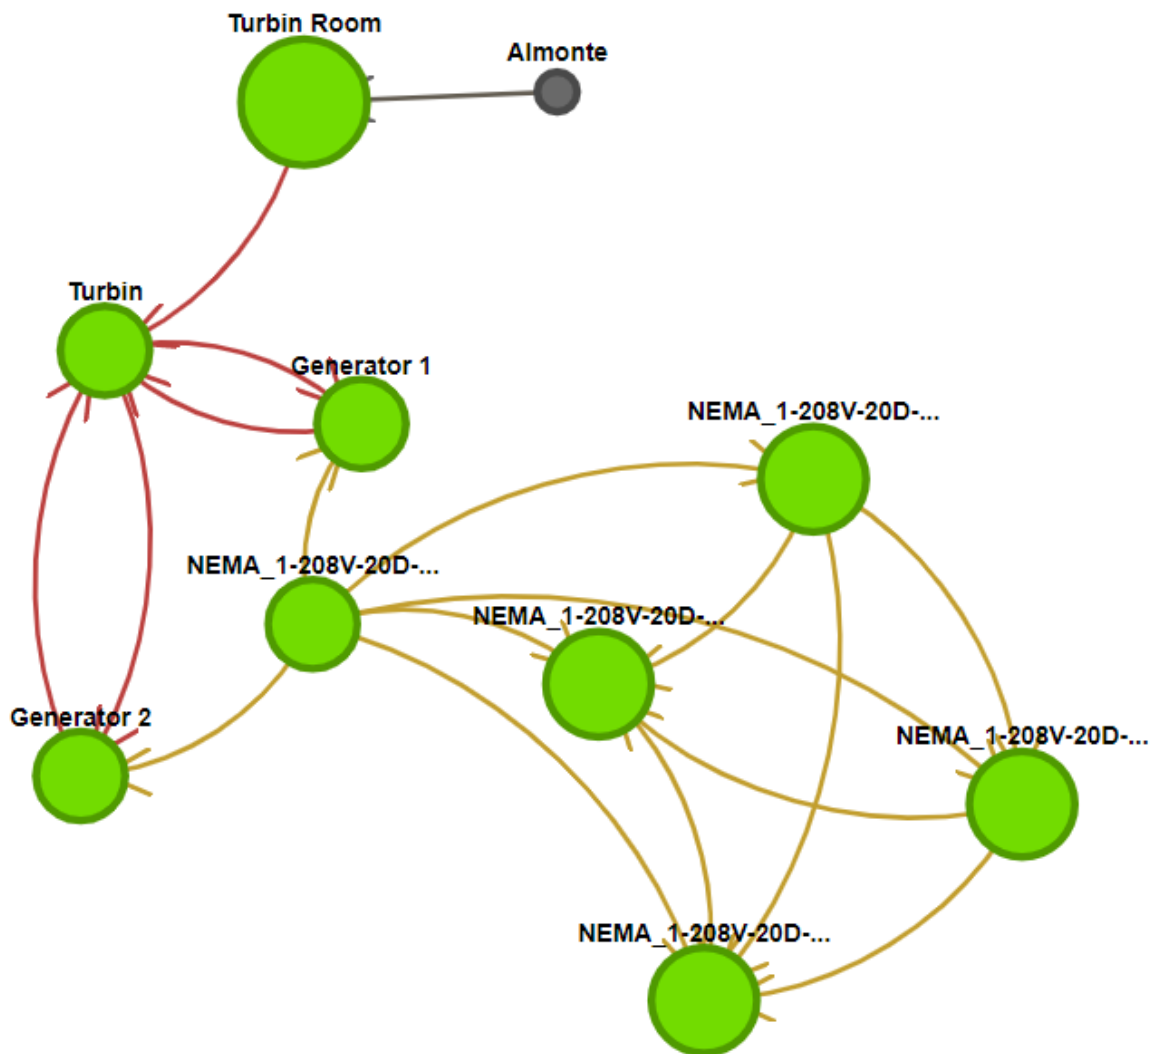 Turbin Room
Almonte
Turbin
Generator 1
NEMA_1-208V-20D-...
NEMA_1-208V-20D-...
NEMA_1-208V-20D-...
Generator 2
NEMA_1-208V-20D-...
NEMA_1-208V-20D-...